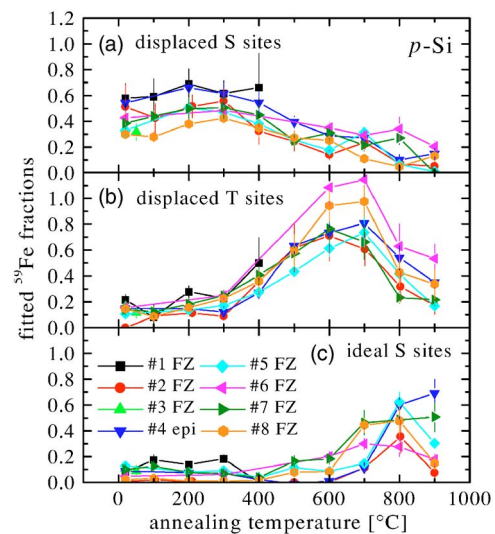 1.2
(a) displaced S sites
p-Si
1.0
0.8
0.6
0.4
0.2
0.0
(b) displaced T sites
1.0
0.8
0.6
0.4
0.2
0.0
fitted ⁵⁹Fe fractions
(c) ideal S sites
1.0
0.8
0.6
0.4
0.2
0.0
#1 FZ
#2 FZ
#3 FZ
#4 epi
#5 FZ
#6 FZ
#7 FZ
#8 FZ
0 200 400 600 800 1000
annealing temperature [°C]